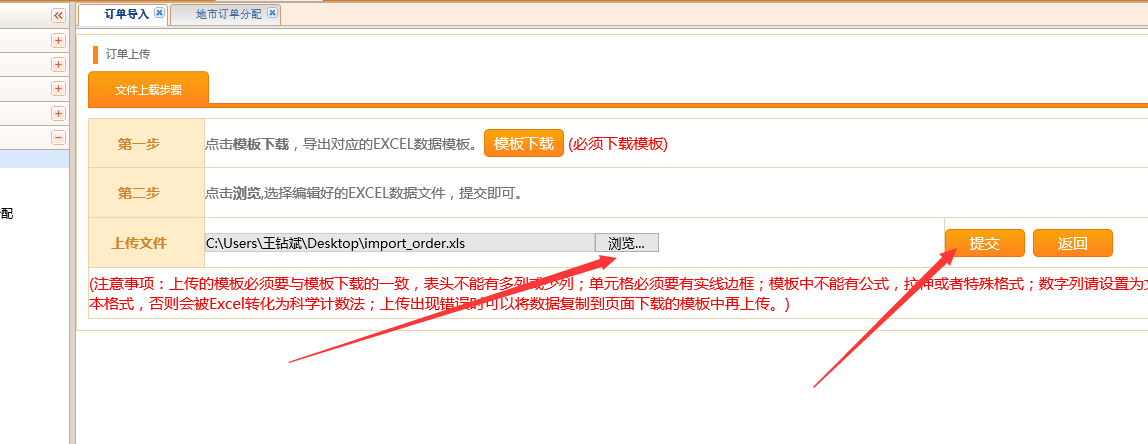 订单导入 地市订单分配
订单上传
文件上载步骤
第一步 点击模板下载，导出对应的EXCEL数据模板。 模板下载 (必须下载模板)
第二步 点击浏览,选择编辑好的EXCEL数据文件，提交即可。
配
上传文件 C:\Users\王钻斌\Desktop\import_order.xls 浏览... 提交 返回
(注意事项：上传的模板必须要与模板下载的一致，表头不能有多列或少列；单元格必须要有实线边框；模板中不能有公式，拉伸或者特殊格式；数字列请设置为文
本格式，否则会被Excel转化为科学计数法；上传出现错误时可以将数据复制到页面下载的模板中再上传。)